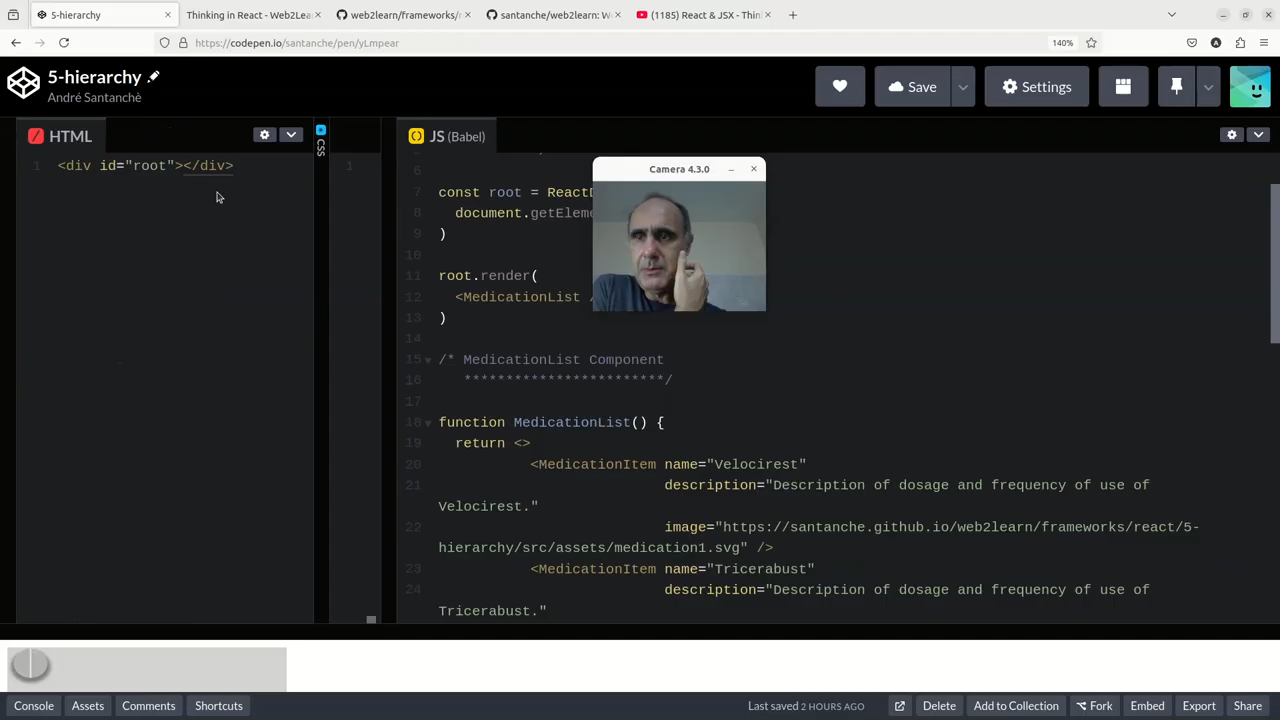 5-hierarchy
Thinking in React - Web2Lea
web2learn/frameworks/r
santanche/web2learn: W
(1185) React & JSX - Thin
https://codepen.io/santanche/pen/yLmpear
140%
5-hierarchy
André Santanchè
Save
Settings
HTML
CSS
JS (Babel)
1 <div id="root"></div>
1
6
7 const root = ReactD
8 document.getEleme
9 )
10
11 root.render(
12 <MedicationList /
13 )
14
15 /* MedicationList Component
16 ************************/
17
18 function MedicationList() {
19 return <>
20 <MedicationItem name="Velocirest"
21 description="Description of dosage and frequency of use of
Velocirest."
22 image="https://santanche.github.io/web2learn/frameworks/react/5-
hierarchy/src/assets/medication1.svg" />
23 <MedicationItem name="Tricerabust"
24 description="Description of dosage and frequency of use of
Tricerabust."
Camera 4.3.0
Console
Assets
Comments
Shortcuts
Last saved 2 HOURS AGO
Delete
Add to Collection
Fork
Embed
Export
Share